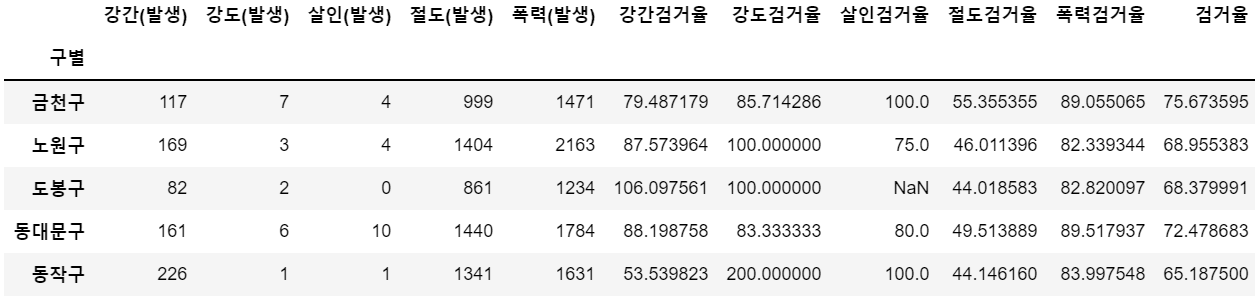 강간(발생) 강도(발생) 살인(발생) 절도(발생) 폭력(발생) 강간검거율 강도검거율 살인검거율 절도검거율 폭력검거율 검거율
구별
금천구 117 7 4 999 1471 79.487179 85.714286 100.0 55.355355 89.055065 75.673595
노원구 169 3 4 1404 2163 87.573964 100.000000 75.0 46.011396 82.339344 68.955383
도봉구 82 2 0 861 1234 106.097561 100.000000 NaN 44.018583 82.820097 68.379991
동대문구 161 6 10 1440 1784 88.198758 83.333333 80.0 49.513889 89.517937 72.478683
동작구 226 1 1 1341 1631 53.539823 200.000000 100.0 44.146160 83.997548 65.187500